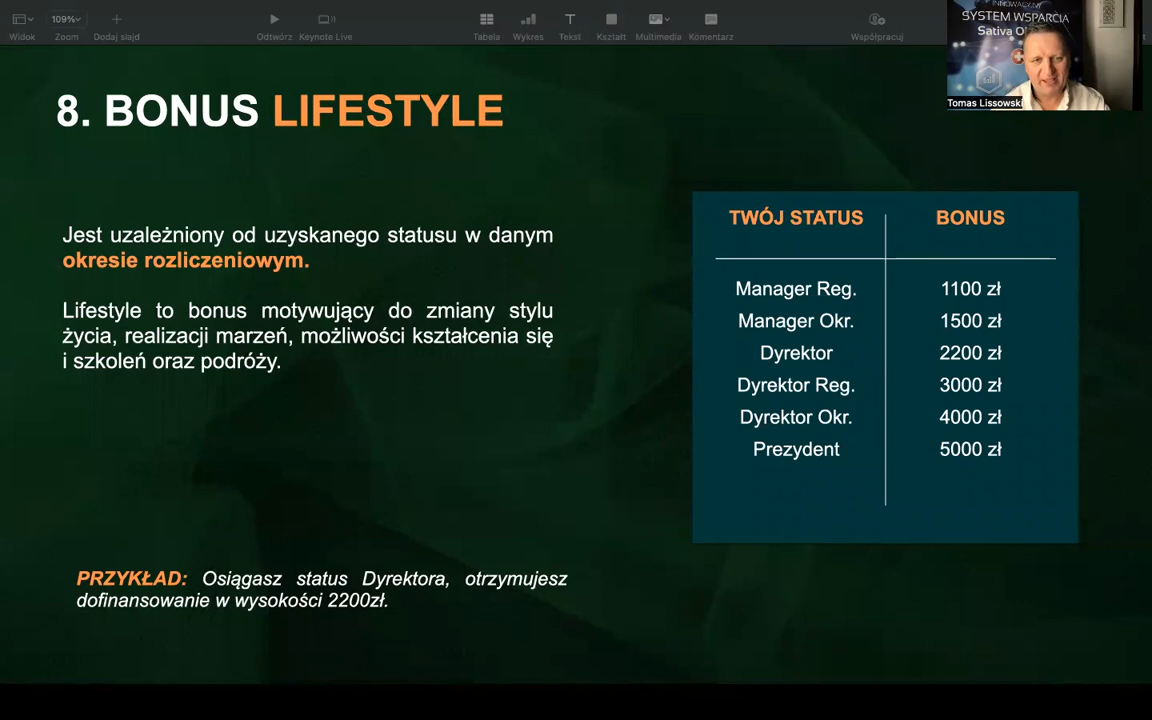 109%
Widok
Zoom
Dodaj slajd
Odtwórz
Keynote Live
Tabela
Wykres
Tekst
Kształt
Multimedia
Komentarz
Współpracuj
SYSTEM WSPARCIA
Sativa
Tomas Lissowski
8. BONUS LIFESTYLE
Jest uzależniony od uzyskanego statusu w danym
okresie rozliczeniowym.
Lifestyle to bonus motywujący do zmiany stylu
życia, realizacji marzeń, możliwości kształcenia się
i szkoleń oraz podróży.
TWÓJ STATUS BONUS
Manager Reg. 1100 zł
Manager Okr. 1500 zł
Dyrektor 2200 zł
Dyrektor Reg. 3000 zł
Dyrektor Okr. 4000 zł
Prezydent 5000 zł
PRZYKŁAD: Osiągasz status Dyrektora, otrzymujesz
dofinansowanie w wysokości 2200zł.